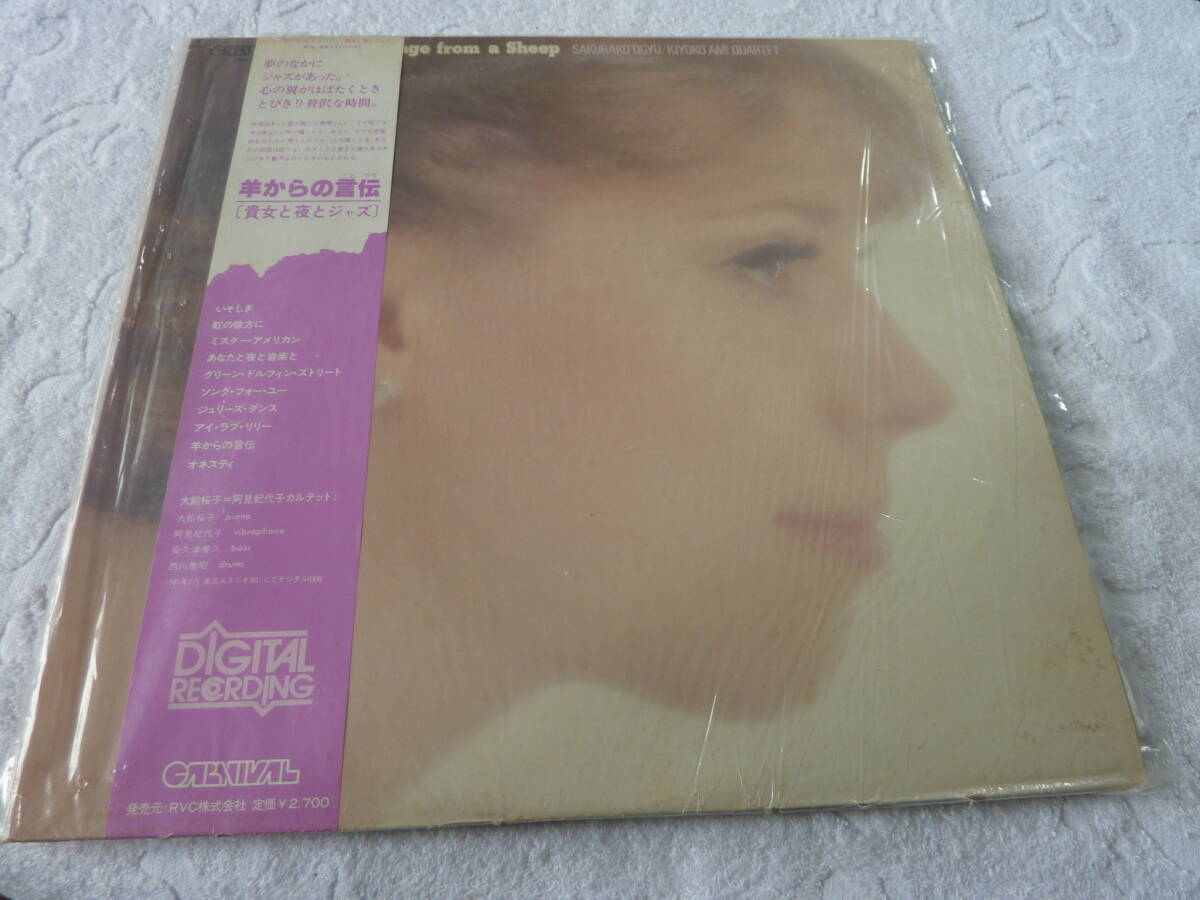 CARNIVAL
ge from a Sheep SAKURAKO OGYU, KIYOKO AMI QUARTET
夢のなかに
ジャズがあった。
心の翼がはばたくとき
とびきり贅沢な時間。
こと づて
羊からの言伝
〔貴女と夜とジャズ〕
いそしぎ
虹の彼方に
ミスター・アメリカン
あなたと夜と音楽と
グリーン・ドルフィン・ストリート
ソング・フォー・ユー
ジュリーズ・ダンス
アイ・ラブ・リリー
羊からの言伝
オネスティ
大給桜子=阿見紀代子カルテット:
大給桜子 piano
阿見紀代子 vibraphone
bass
西川 drums
DIGITAL
RECORDING
CARNIVAL
発売元:RVC株式会社 定価¥2,700